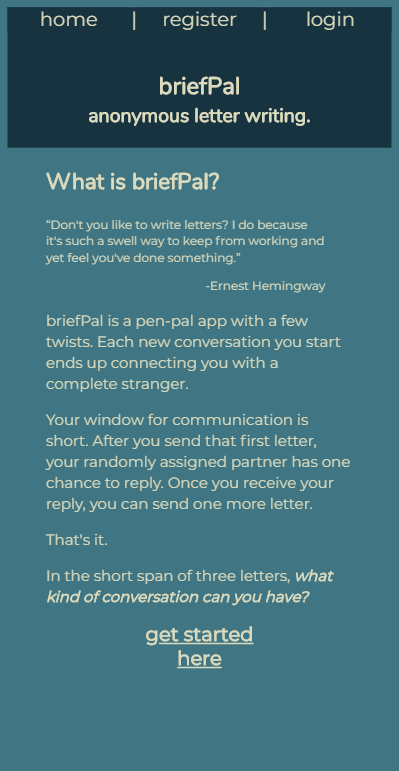 home | register | login
briefPal
anonymous letter writing.
What is briefPal?
“Don't you like to write letters? I do because
it's such a swell way to keep from working and
yet feel you've done something.”
-Ernest Hemingway
briefPal is a pen-pal app with a few
twists. Each new conversation you start
ends up connecting you with a
complete stranger.
Your window for communication is
short. After you send that first letter,
your randomly assigned partner has one
chance to reply. Once you receive your
reply, you can send one more letter.
That's it.
In the short span of three letters, what
kind of conversation can you have?
get started
here